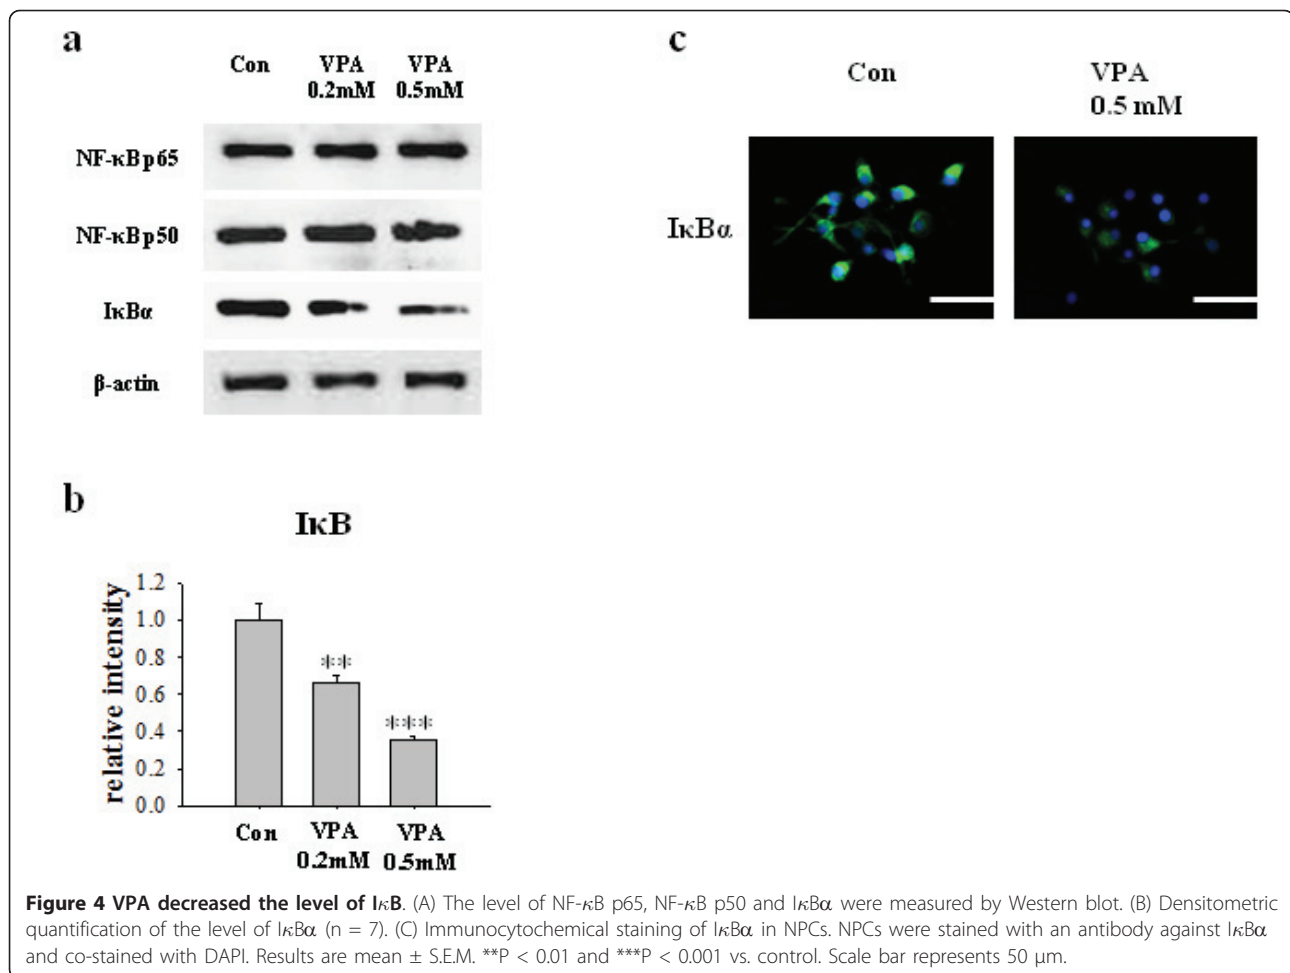 a
Con VPA VPA
0.2mM 0.5mM
NF-κBp65
NF-κBp50
IκBα
β-actin
c
Con VPA
0.5 mM
IκBα
b
IκB
relative intensity
1.2
1.0
0.8
0.6
0.4
0.2
0.0
**
***
Con VPA VPA
0.2mM 0.5mM
Figure 4 VPA decreased the level of IκB. (A) The level of NF-κB p65, NF-κB p50 and IκBα were measured by Western blot. (B) Densitometric
quantification of the level of IκBα (n = 7). (C) Immunocytochemical staining of IκBα in NPCs. NPCs were stained with an antibody against IκBα
and co-stained with DAPI. Results are mean ± S.E.M. **P < 0.01 and ***P < 0.001 vs. control. Scale bar represents 50 μm.